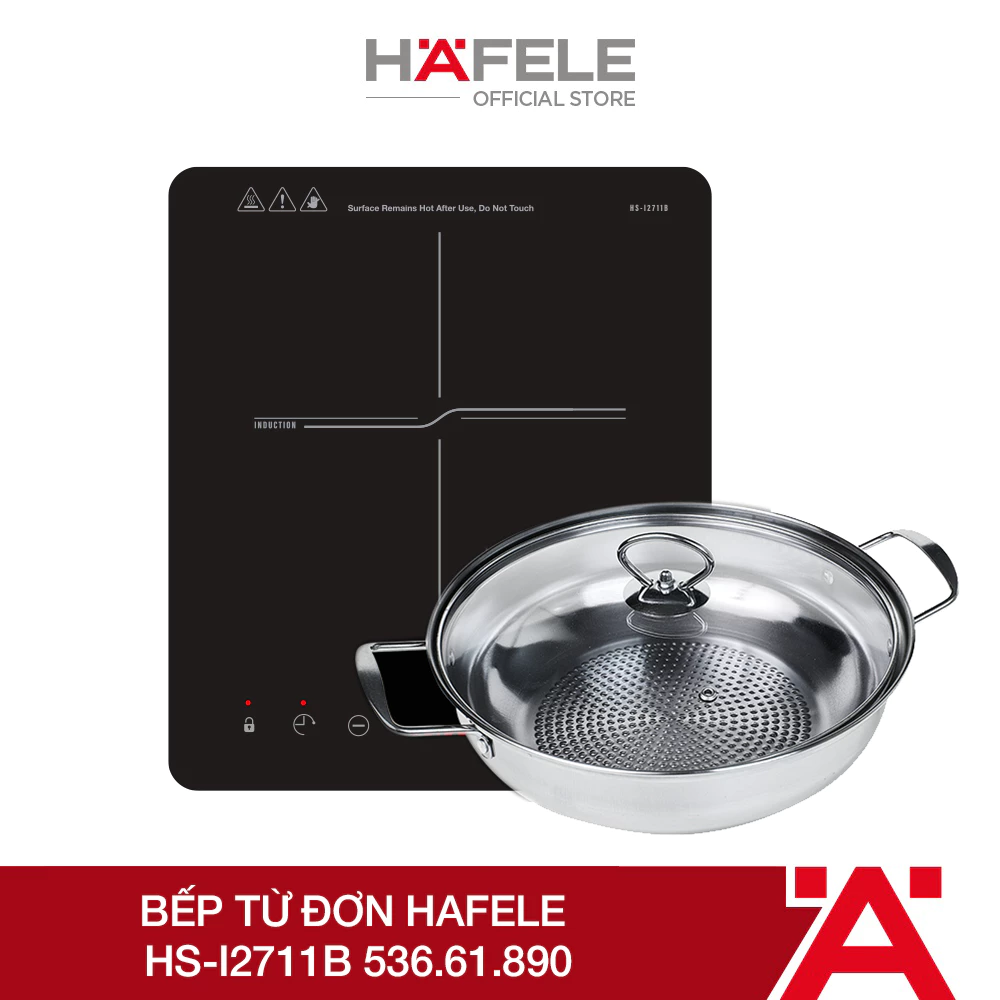 HÄFELE
OFFICIAL STORE
Surface Remains Hot After Use, Do Not Touch
HS-I2711B
INDUCTION
BẾP TỪ ĐƠN HAFELE
HS-I2711B 536.61.890